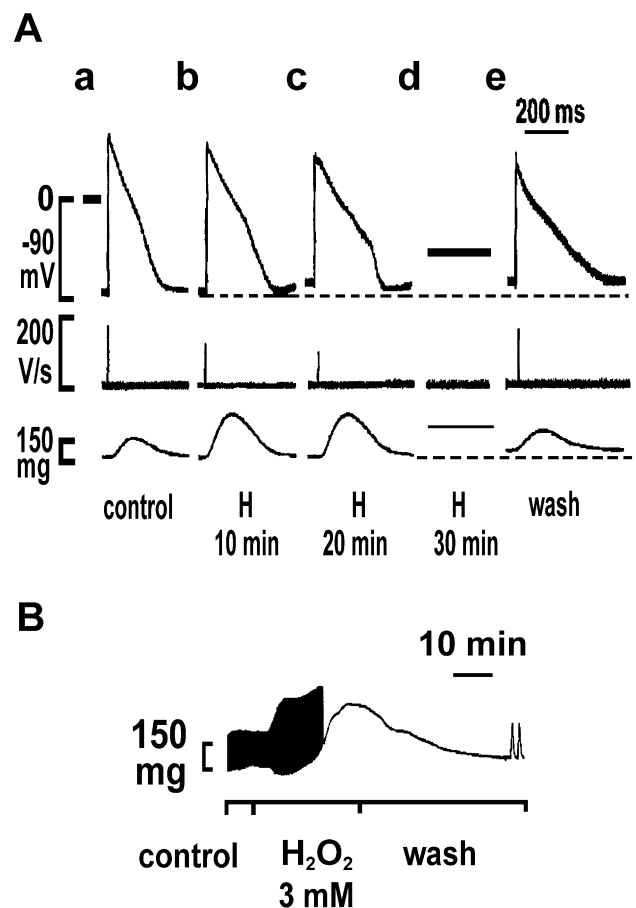 A
a b c d e
200 ms
0
-90
mV
200
V/s
150
mg
control H H H wash
10 min 20 min 30 min
B
10 min
150
mg
control H₂O₂ wash
3 mM